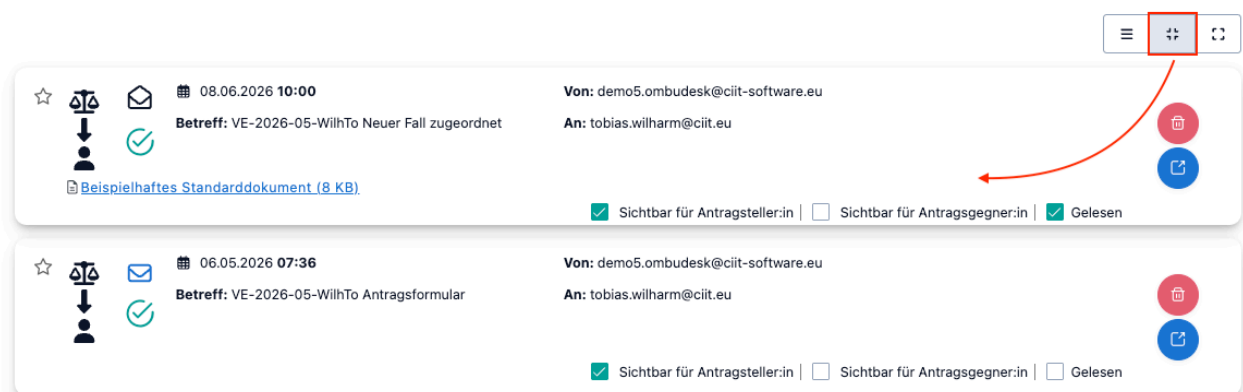 08.06.2026 10:00
Von: demo5.ombudesk@ciit-software.eu
Betreff: VE-2026-05-WilhTo Neuer Fall zugeordnet
An: tobias.wilharm@ciit.eu
Beispielhaftes Standarddokument (8 KB)
Sichtbar für Antragsteller:in | Sichtbar für Antragsgegner:in | Gelesen
06.05.2026 07:36
Von: demo5.ombudesk@ciit-software.eu
Betreff: VE-2026-05-WilhTo Antragsformular
An: tobias.wilharm@ciit.eu
Sichtbar für Antragsteller:in | Sichtbar für Antragsgegner:in | Gelesen